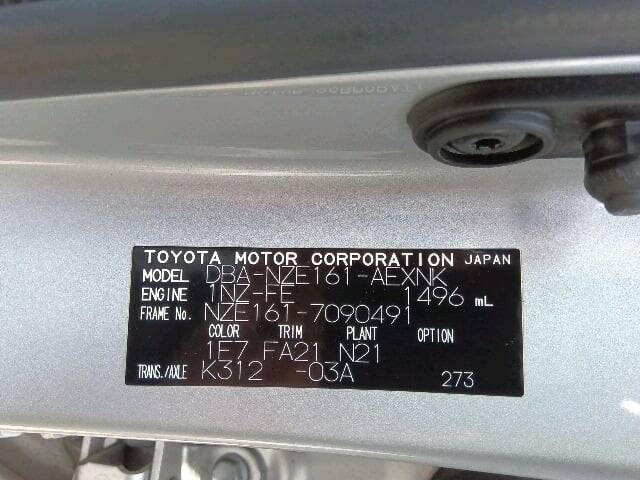 TOYOTA MOTOR CORPORATION JAPAN
MODEL DBA-NZE161-AEXNK
ENGINE 1NZ-FE 1496 mL
FRAME No. NZE161-7090491
COLOR TRIM PLANT OPTION
1E7 FA21 N21
TRANS./AXLE K312 -03A 273